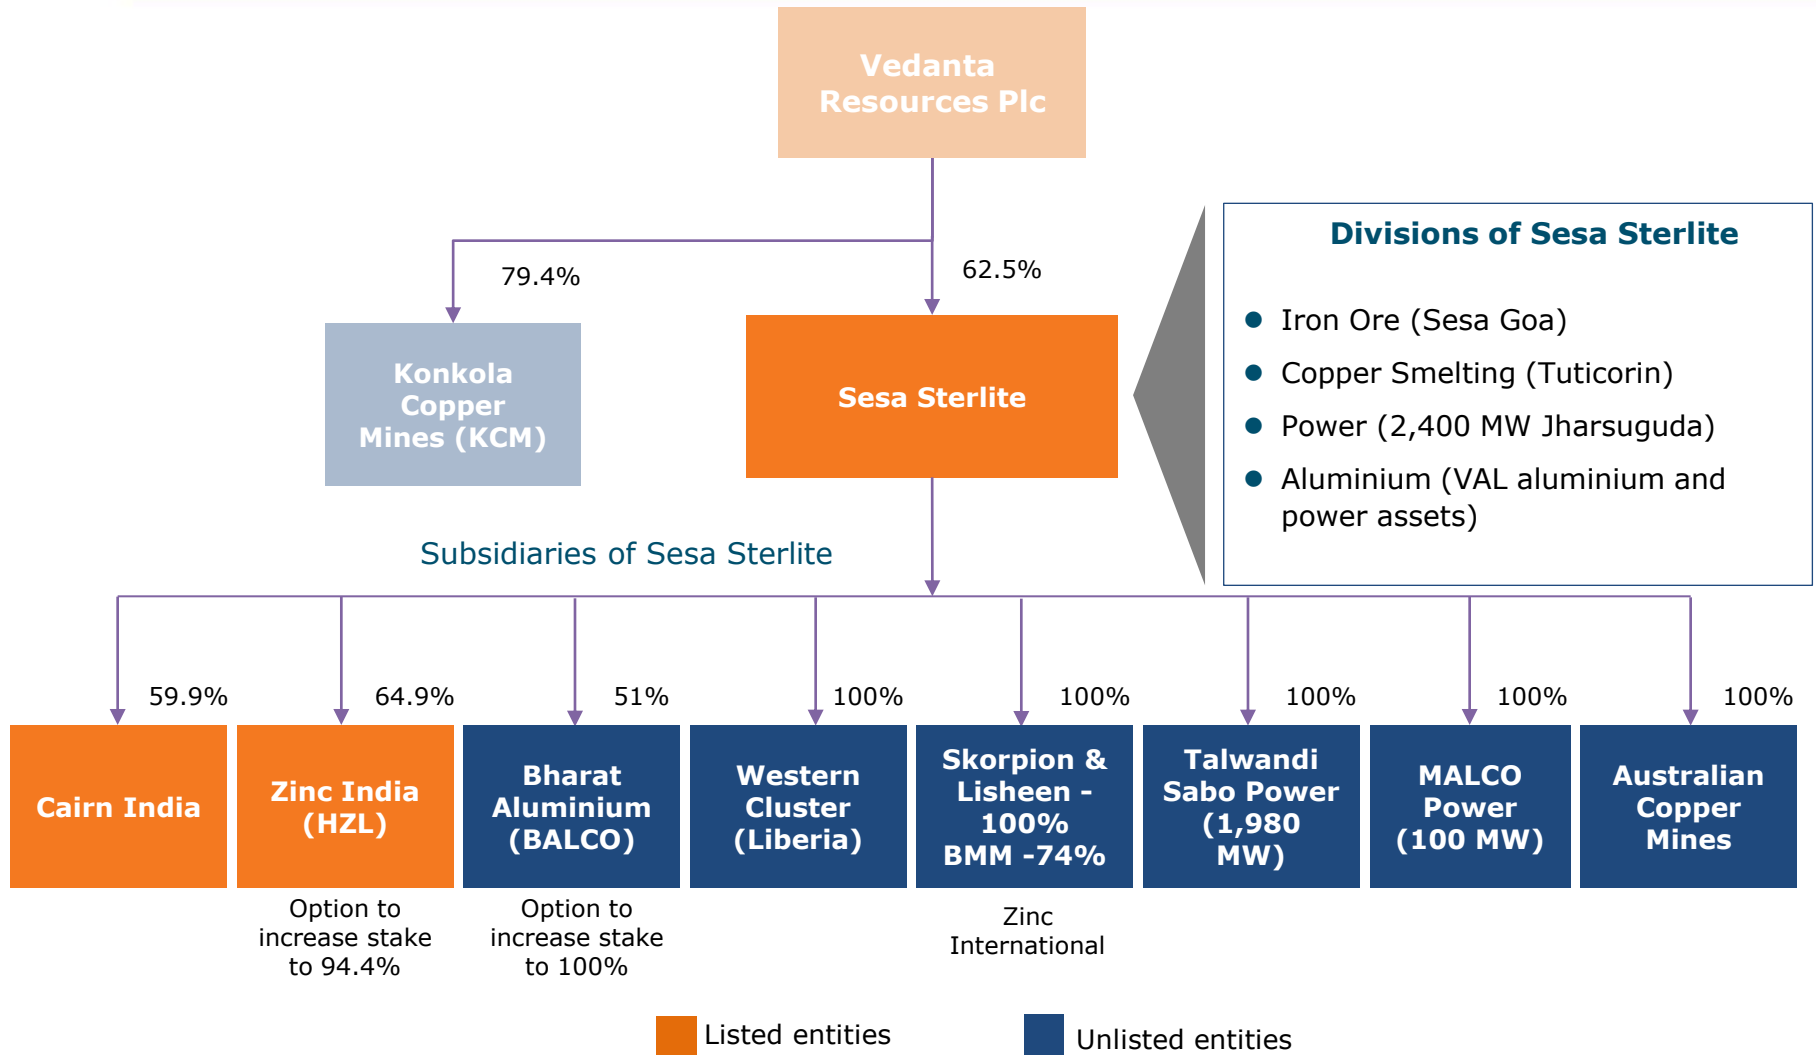 Vedanta
Resources Plc
79.4%
62.5%
Konkola
Copper
Mines (KCM)
Sesa Sterlite
Divisions of Sesa Sterlite
Iron Ore (Sesa Goa)
Copper Smelting (Tuticorin)
Power (2,400 MW Jharsuguda)
Aluminium (VAL aluminium and
power assets)
Subsidiaries of Sesa Sterlite
59.9%
64.9%
51%
100%
100%
100%
100%
100%
Cairn India
Zinc India
(HZL)
Bharat
Aluminium
(BALCO)
Western
Cluster
(Liberia)
Skorpion &
Lisheen -
100%
BMM -74%
Talwandi
Sabo Power
(1,980
MW)
MALCO
Power
(100 MW)
Australian
Copper
Mines
Option to
increase stake
to 94.4%
Option to
increase stake
to 100%
Zinc
International
Listed entities
Unlisted entities